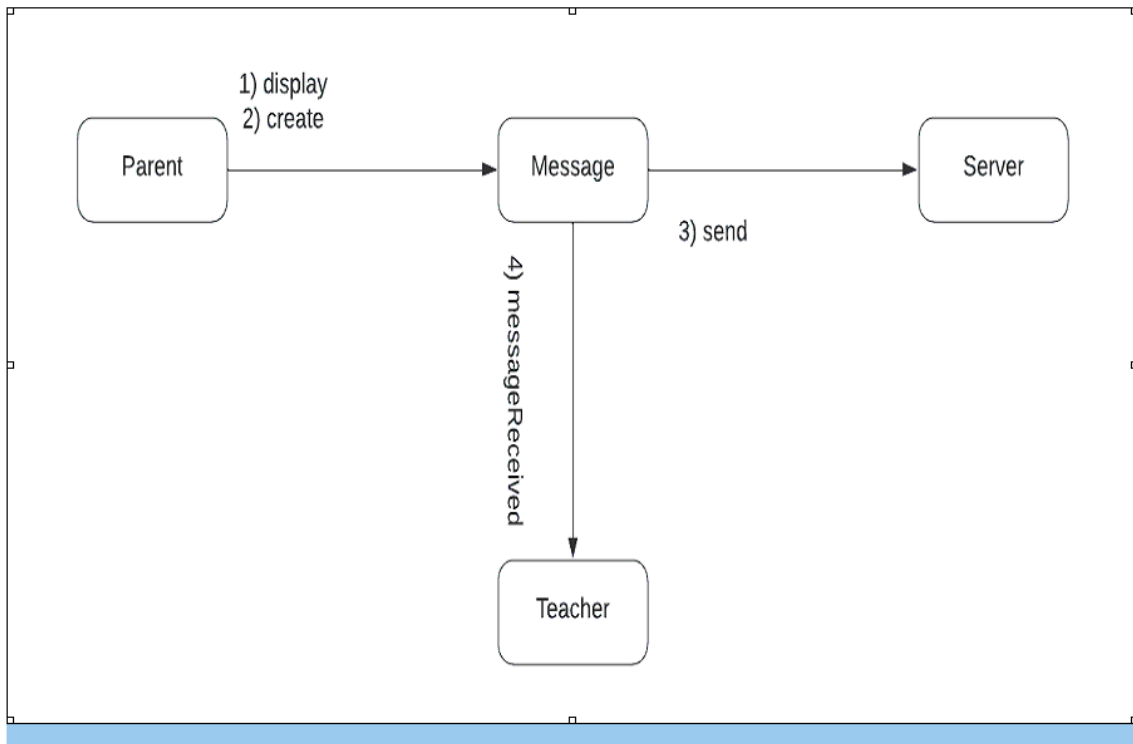 1) display
2) create
Parent
Message
Server
3) send
4) messageReceived
Teacher